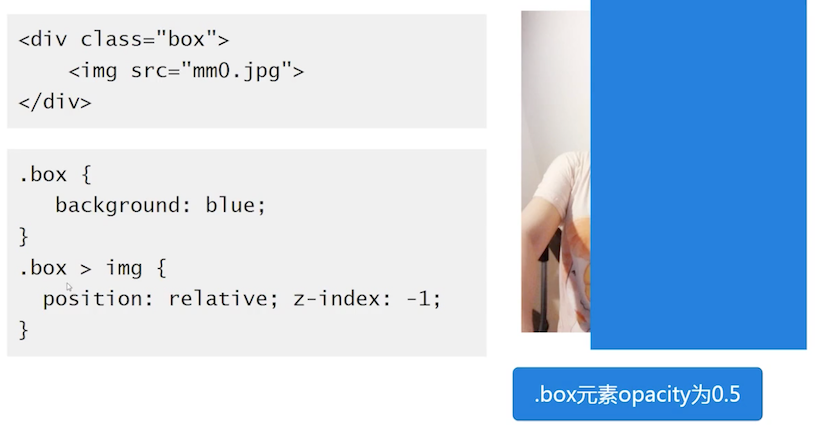 <div class="box">
    <img src="mm0.jpg">
</div>
.box {
   background: blue;
}
.box > img {
  position: relative; z-index: -1;
}
.box元素opacity为0.5